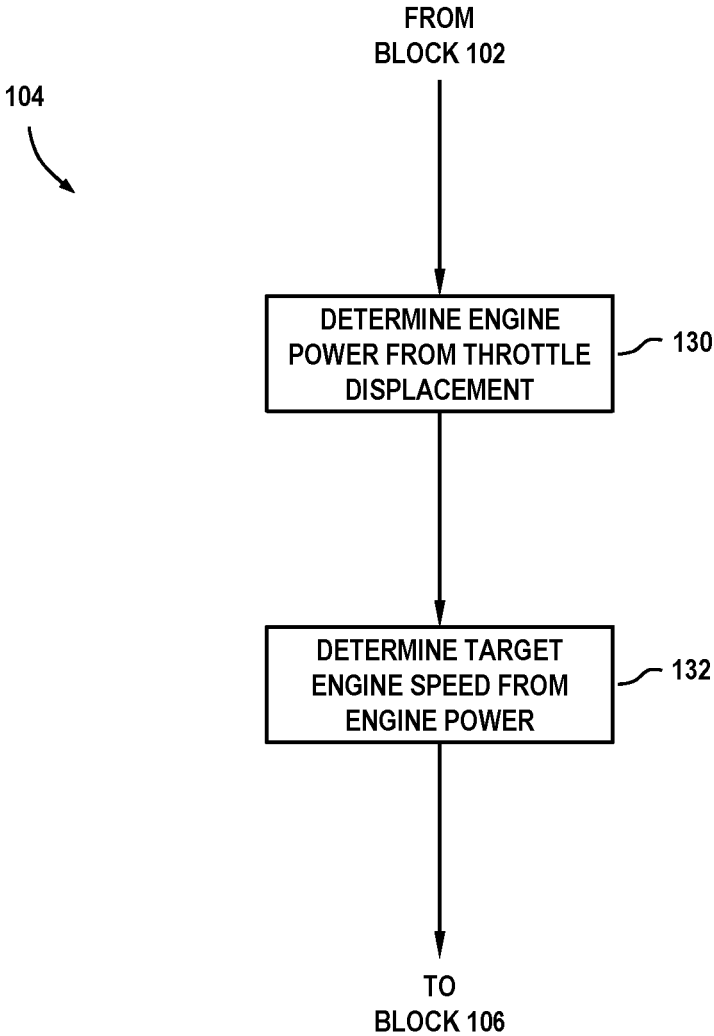 FROM
BLOCK 102
104
DETERMINE ENGINE
POWER FROM THROTTLE
DISPLACEMENT
130
DETERMINE TARGET
ENGINE SPEED FROM
ENGINE POWER
132
TO
BLOCK 106